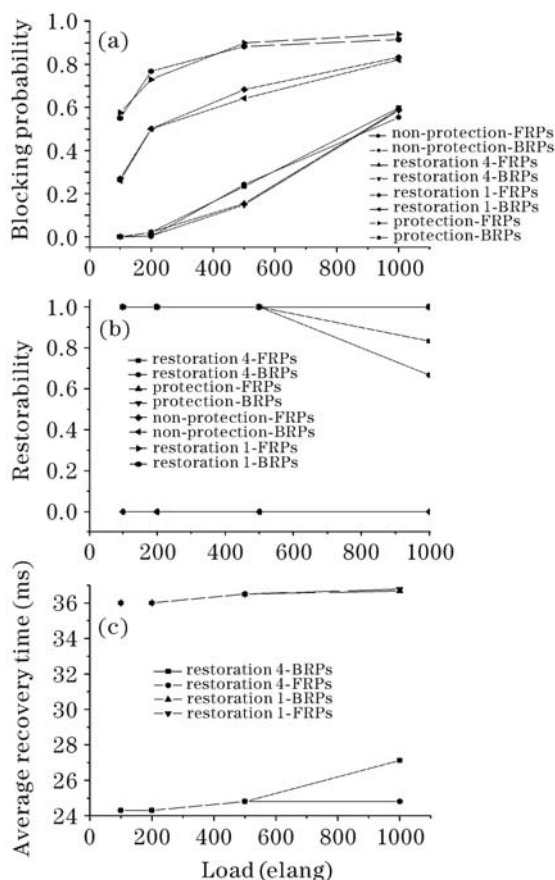 (a)
Blocking probability
1.0
0.8
0.6
0.4
0.2
0.0
non-protection-FRPs
non-protection-BRPs
restoration 4-FRPs
restoration 4-BRPs
restoration 1-FRPs
restoration 1-BRPs
protection-FRPs
protection-BRPs
0 200 400 600 800 1000
(b)
Restorability
1.0
0.8
0.6
0.4
0.2
0.0
restoration 4-FRPs
restoration 4-BRPs
protection-FRPs
protection-BRPs
non-protection-FRPs
non-protection-BRPs
restoration 1-FRPs
restoration 1-BRPs
0 200 400 600 800 1000
(c)
Average recovery time (ms)
36
34
32
30
28
26
24
restoration 4-BRPs
restoration 4-FRPs
restoration 1-BRPs
restoration 1-FRPs
0 200 400 600 800 1000
Load (elang)